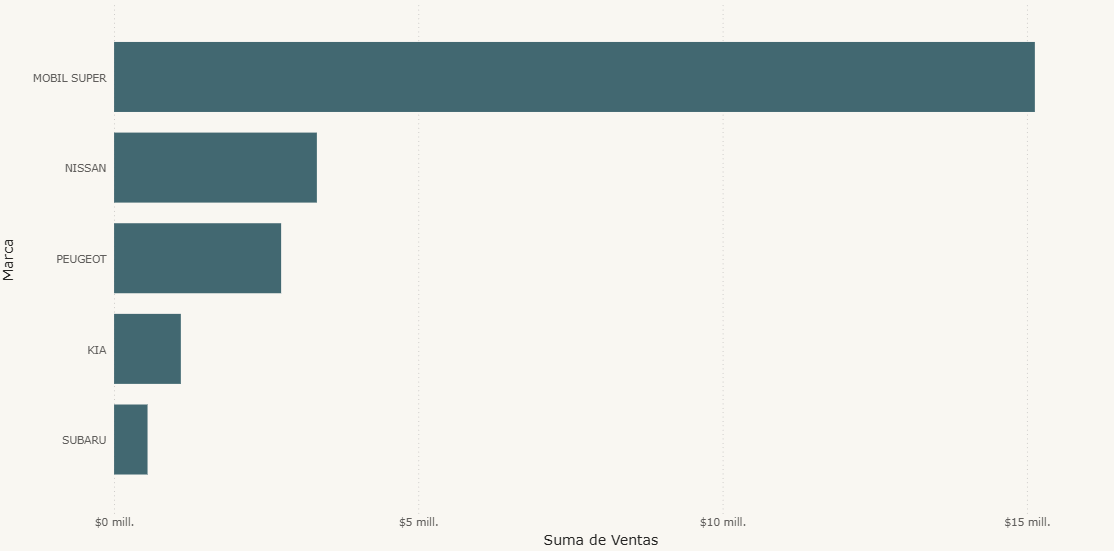 MOBIL SUPER
NISSAN
PEUGEOT
KIA
SUBARU
Marca
$0 mill.
$5 mill.
$10 mill.
$15 mill.
Suma de Ventas